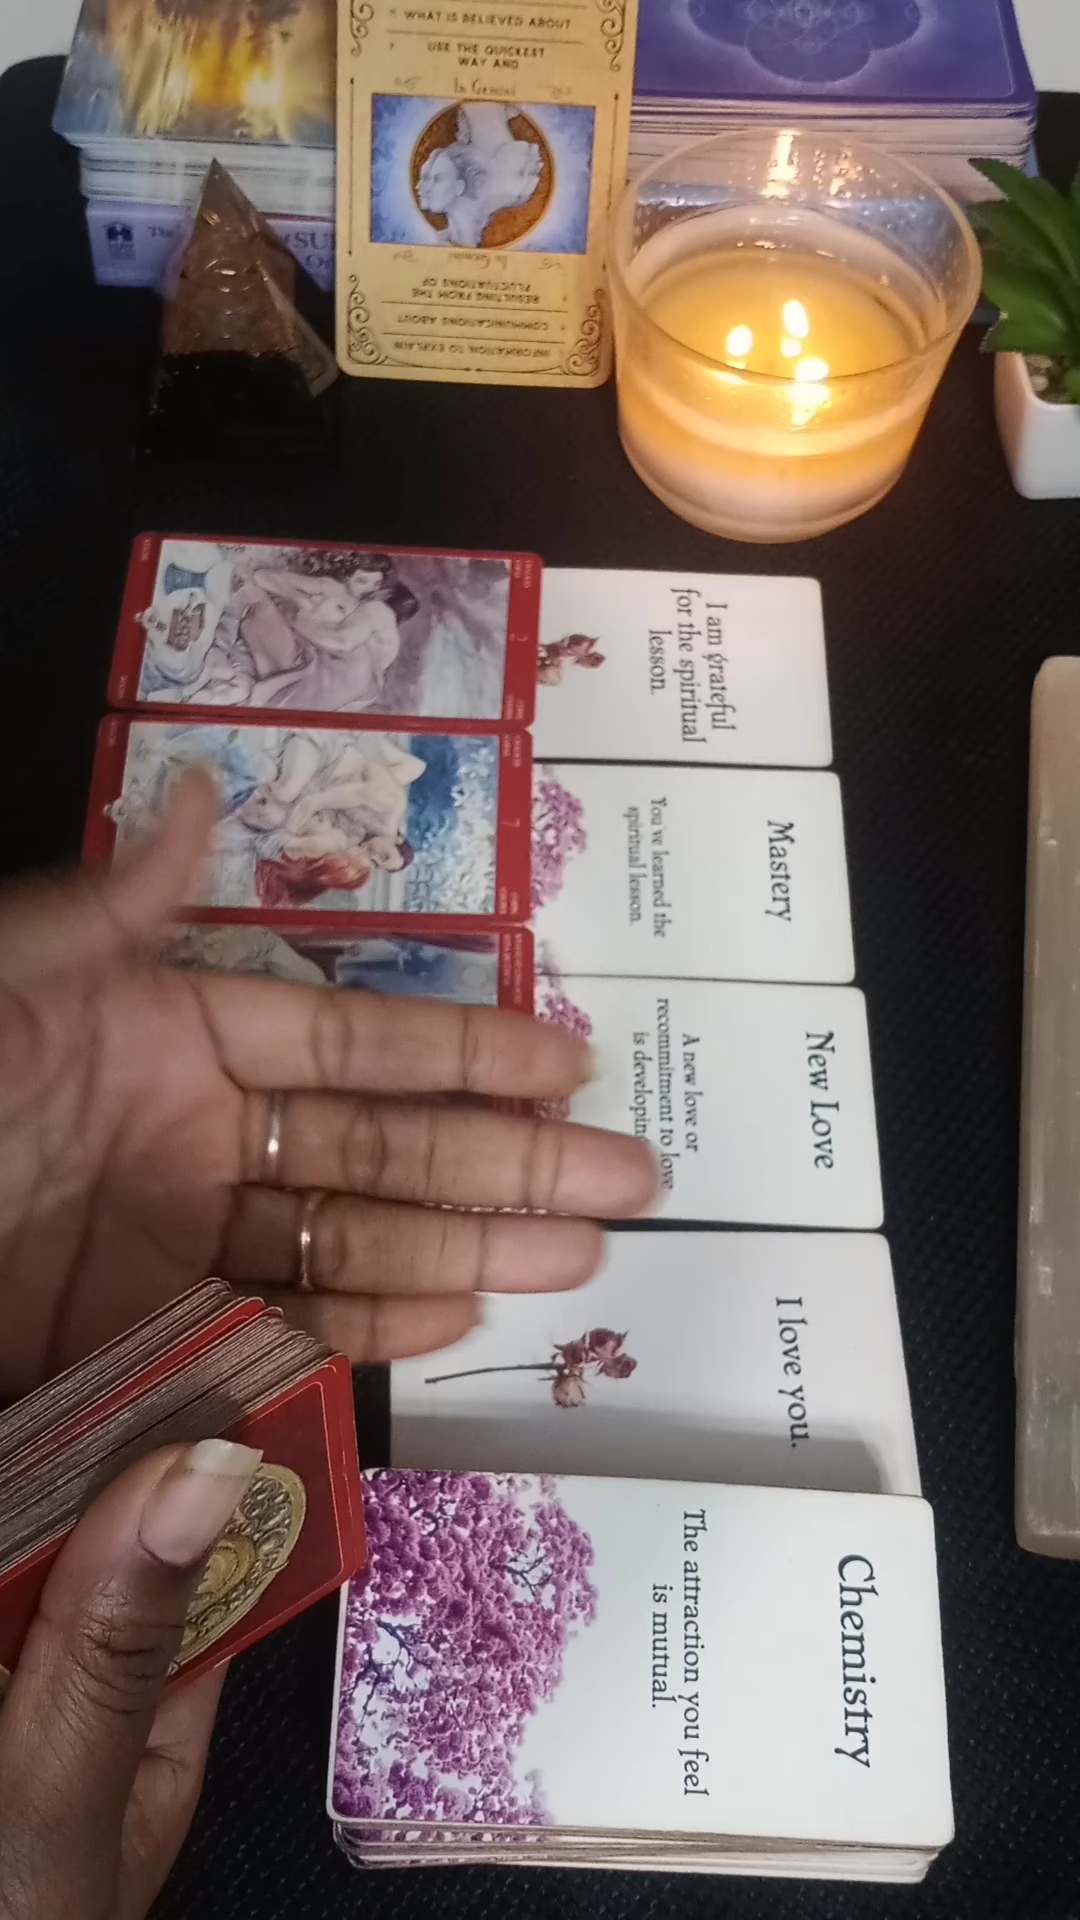 WHAT IS BELIEVED ABOUT
USE THE QUICKEST
WAY AND
In Gemini
In Gemini
RESULTING FROM THE
FLUCTUATIONS OF
COMMUNICATIONS ABOUT
INFORMATION TO EXPLAIN
I am grateful
for the spiritual
lesson.
Mastery
You've learned the
spiritual lesson.
New Love
A new love or
recommitment to love
is developing
I love you.
Chemistry
The attraction you feel
is mutual.